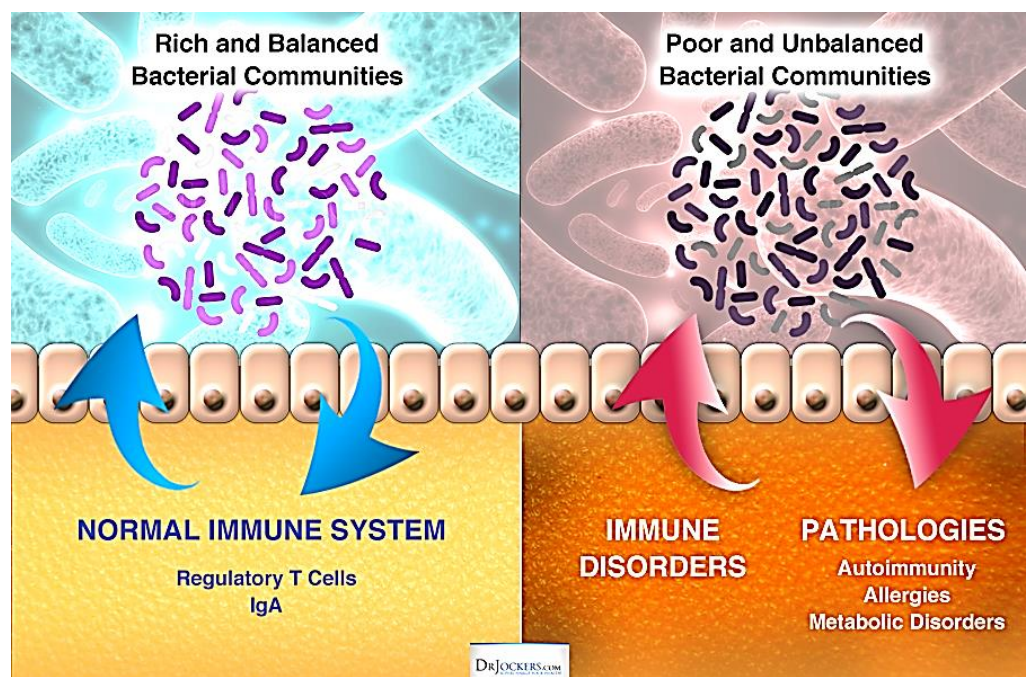 Rich and Balanced
Bacterial Communities
Poor and Unbalanced
Bacterial Communities
NORMAL IMMUNE SYSTEM
Regulatory T Cells
IgA
IMMUNE
DISORDERS
PATHOLOGIES
Autoimmunity
Allergies
Metabolic Disorders
DRJOCKERS.COM